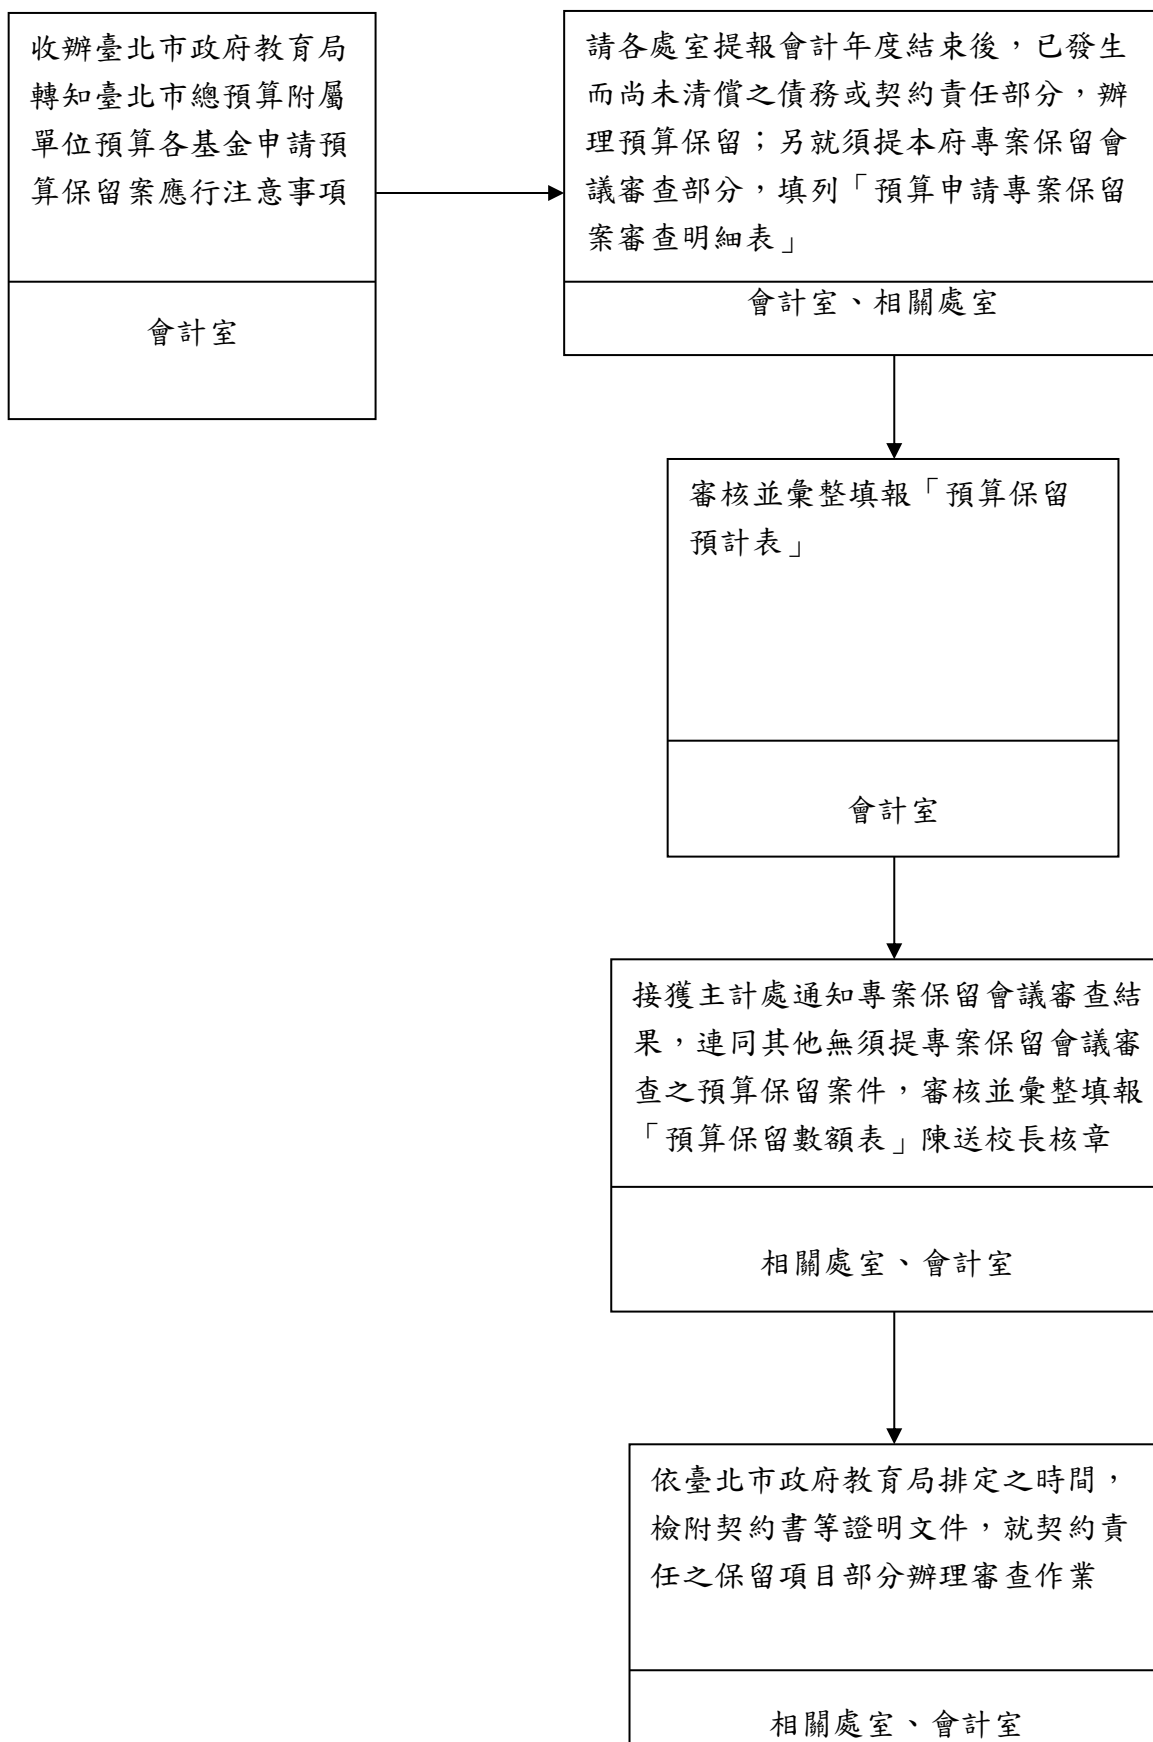 收辦臺北市政府教育局
轉知臺北市總預算附屬
單位預算各基金申請預
算保留案應行注意事項
會計室
請各處室提報會計年度結束後，已發生
而尚未清償之債務或契約責任部分，辦
理預算保留；另就須提本府專案保留會
議審查部分，填列「預算申請專案保留
案審查明細表」
會計室、相關處室
審核並彙整填報「預算保留
預計表」
會計室
接獲主計處通知專案保留會議審查結
果，連同其他無須提專案保留會議審
查之預算保留案件，審核並彙整填報
「預算保留數額表」陳送校長核章
相關處室、會計室
依臺北市政府教育局排定之時間，
檢附契約書等證明文件，就契約責
任之保留項目部分辦理審查作業
相關處室、會計室